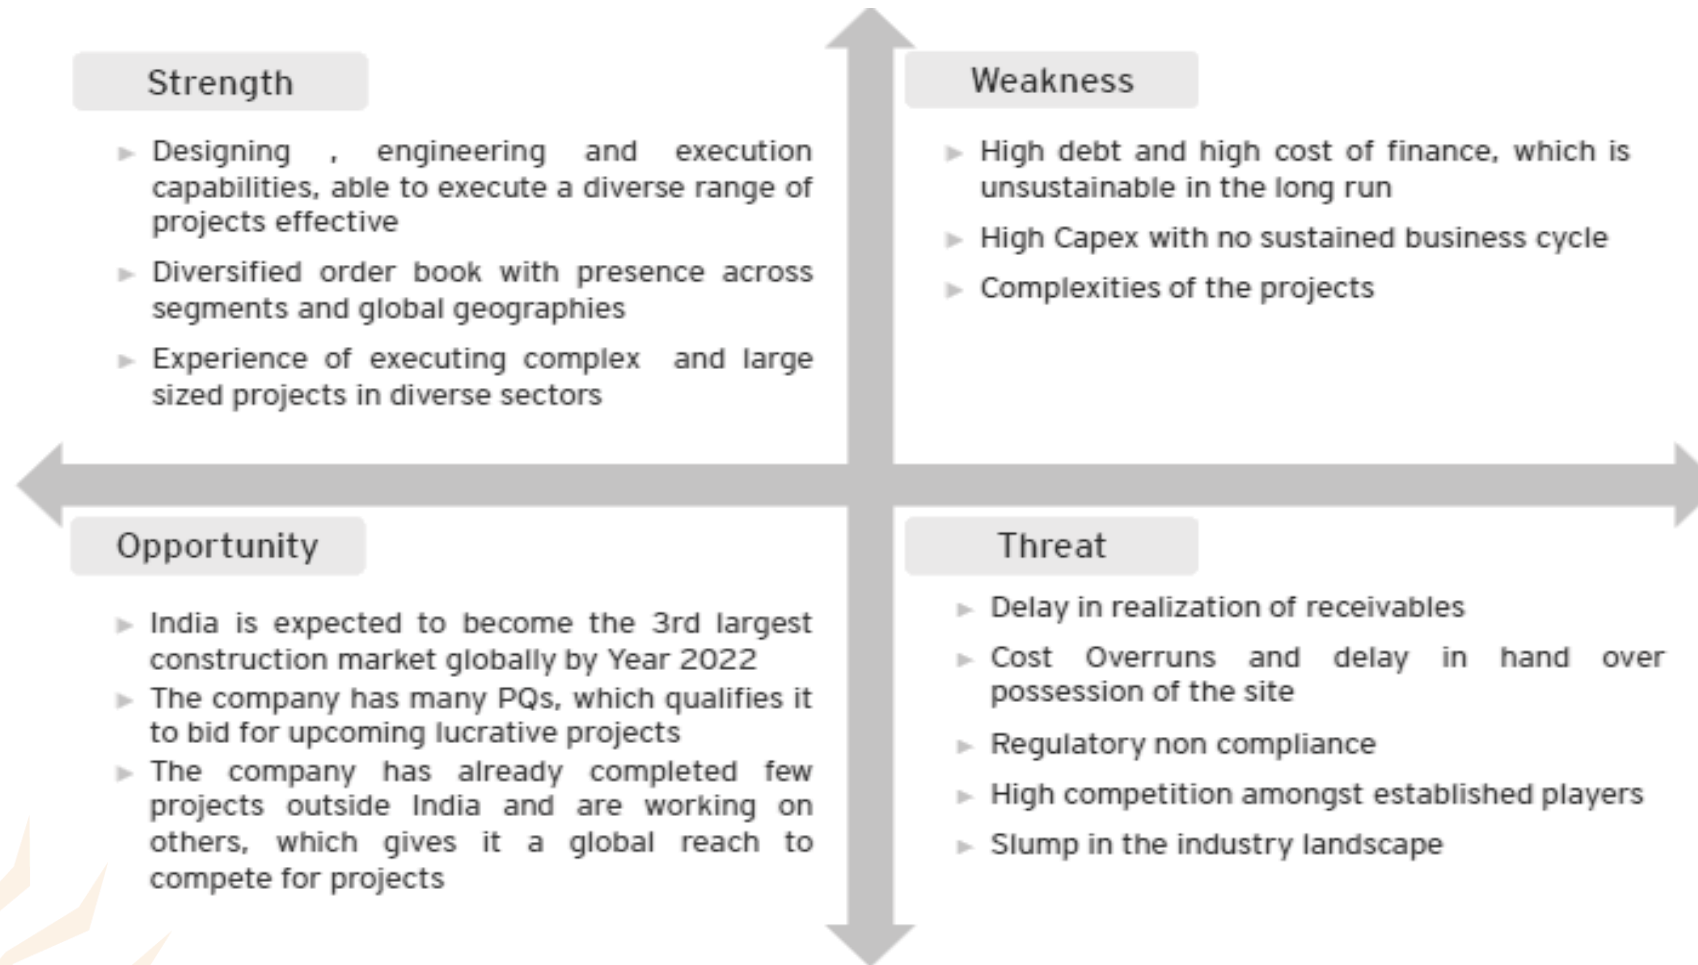 Strength
Designing , engineering and execution
capabilities, able to execute a diverse range of
projects effective
Diversified order book with presence across
segments and global geographies
Experience of executing complex and large
sized projects in diverse sectors
Weakness
High debt and high cost of finance, which is
unsustainable in the long run
High Capex with no sustained business cycle
Complexities of the projects
Opportunity
India is expected to become the 3rd largest
construction market globally by Year 2022
The company has many PQs, which qualifies it
to bid for upcoming lucrative projects
The company has already completed few
projects outside India and are working on
others, which gives it a global reach to
compete for projects
Threat
Delay in realization of receivables
Cost Overruns and delay in hand over
possession of the site
Regulatory non compliance
High competition amongst established players
Slump in the industry landscape